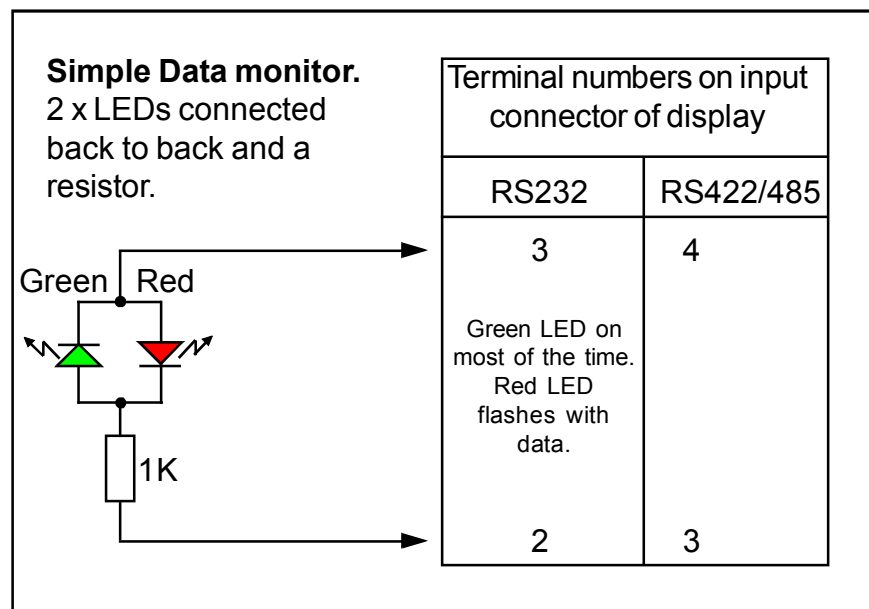 Simple Data monitor.
2 x LEDs connected
back to back and a
resistor.
Green Red
1K
Terminal numbers on input
connector of display
RS232 RS422/485
3 4
Green LED on
most of the time.
Red LED
flashes with
data.
2 3